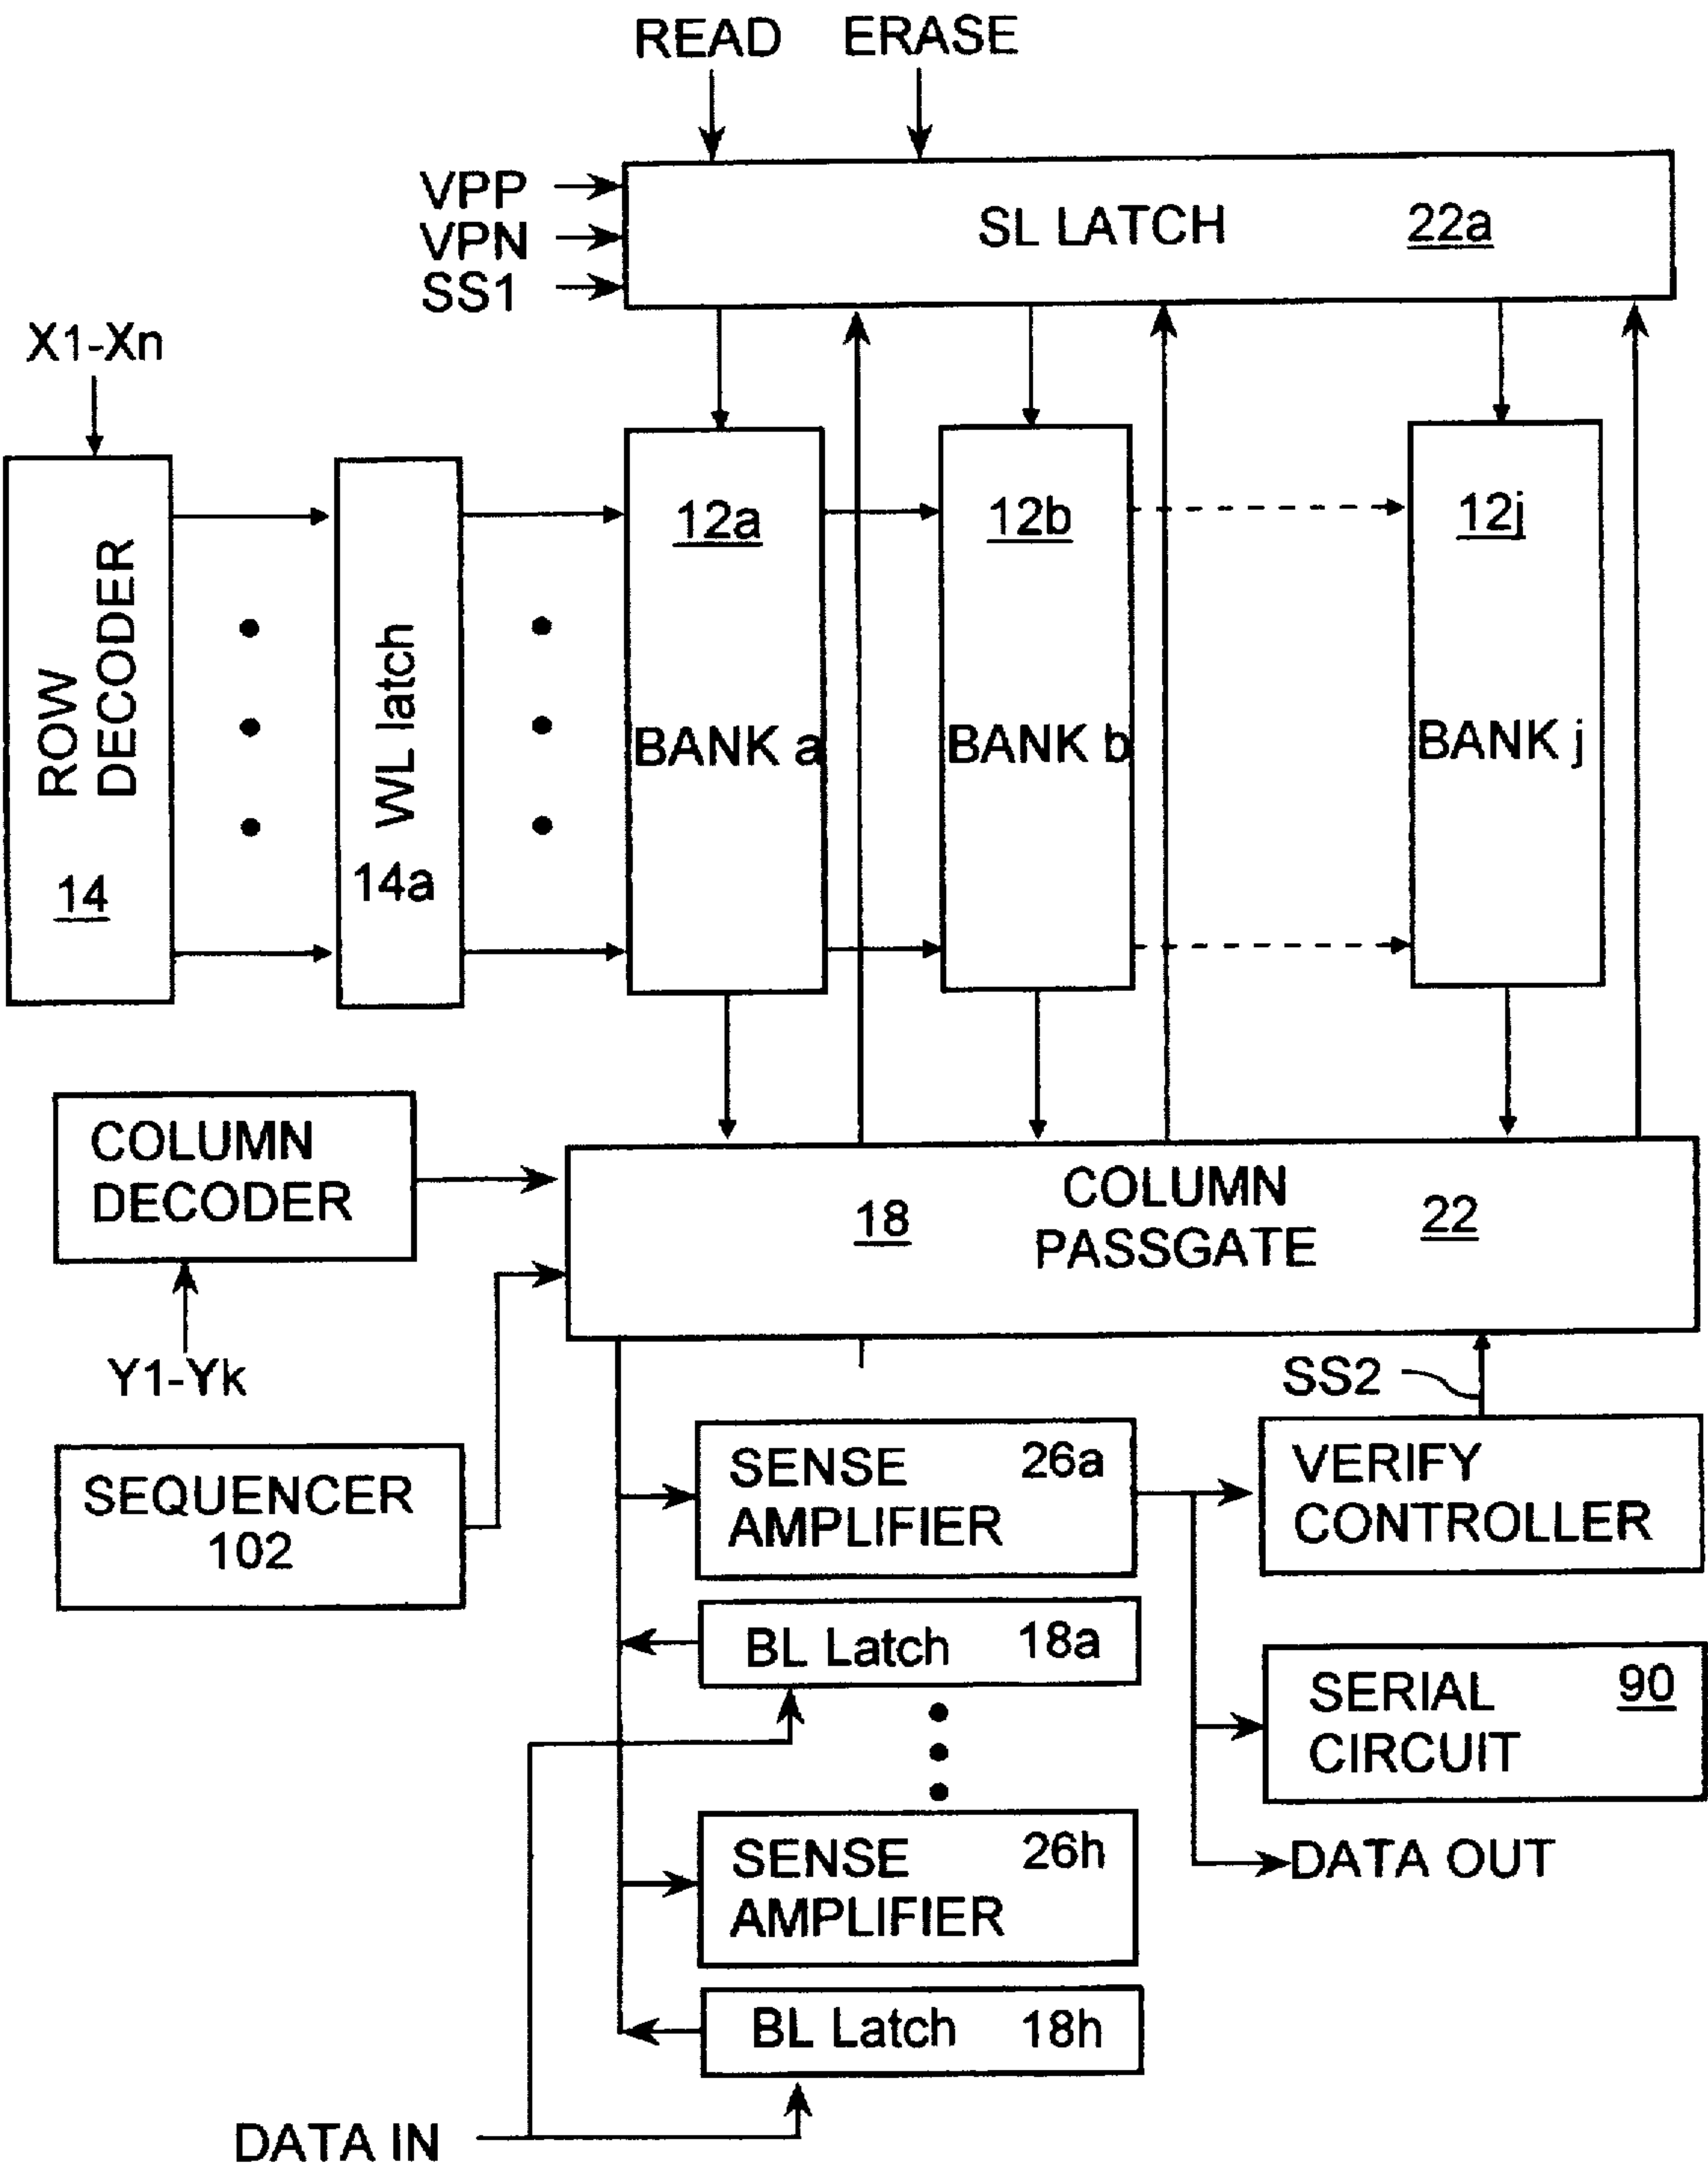 READ ERASE
VPP
VPN
SS1
SL LATCH 22a
X1-Xn
ROW
DECODER
14
WL latch
14a
12a
BANK a
12b
BANK b
12j
BANK j
COLUMN
DECODER
Y1-Yk
18
COLUMN
PASSGATE
22
SEQUENCER
102
SS2
SENSE
AMPLIFIER
26a
VERIFY
CONTROLLER
BL Latch 18a
SERIAL
CIRCUIT
90
SENSE
AMPLIFIER
26h
DATA OUT
BL Latch 18h
DATA IN